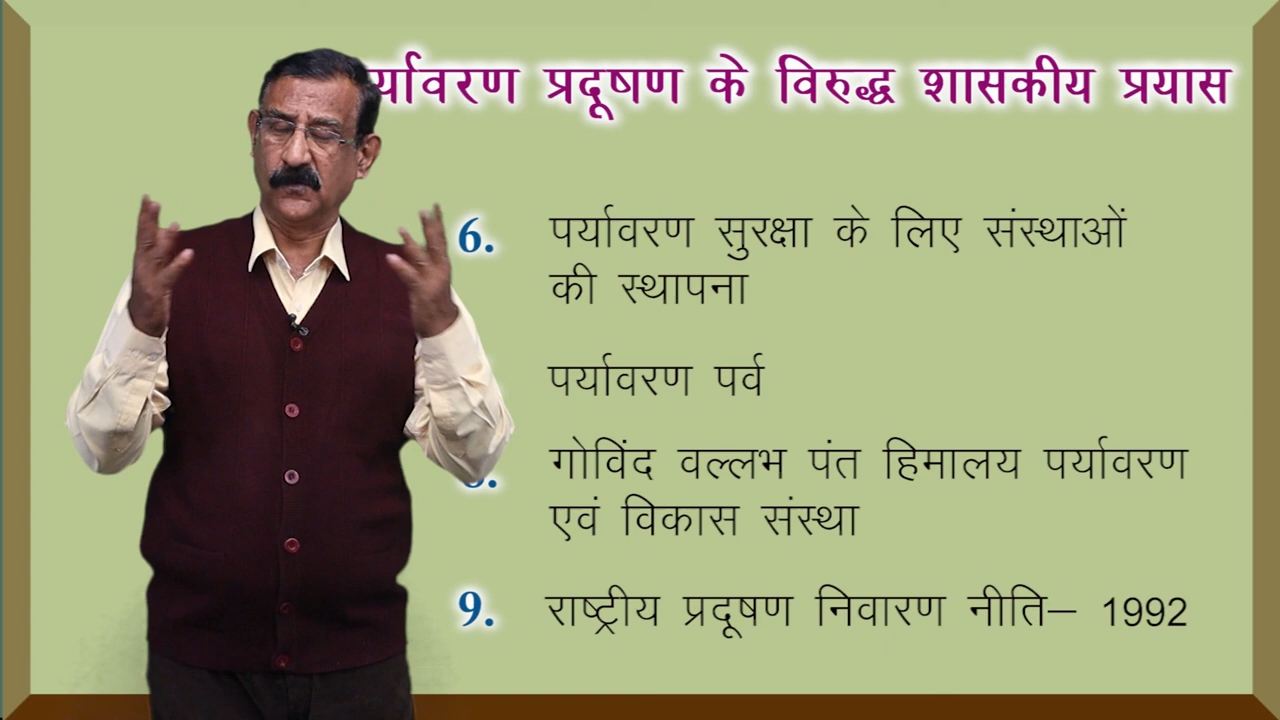 र्यावरण प्रदूषण के विरुद्ध शासकीय प्रयास
6. पर्यावरण सुरक्षा के लिए संस्थाओं
की स्थापना
पर्यावरण पर्व
गोविंद वल्लभ पंत हिमालय पर्यावरण
एवं विकास संस्था
9. राष्ट्रीय प्रदूषण निवारण नीति– 1992